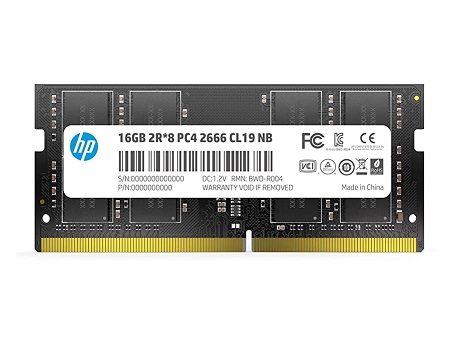 hp
16GB 2R*8 PC4 2666 CL19 NB
S/N:0000000000000
P/N:0000000000
DC:1.2V RMN: BWD-R004
WARRANTY VOID IF REMOVED
FC
CE
VCI
Made in China